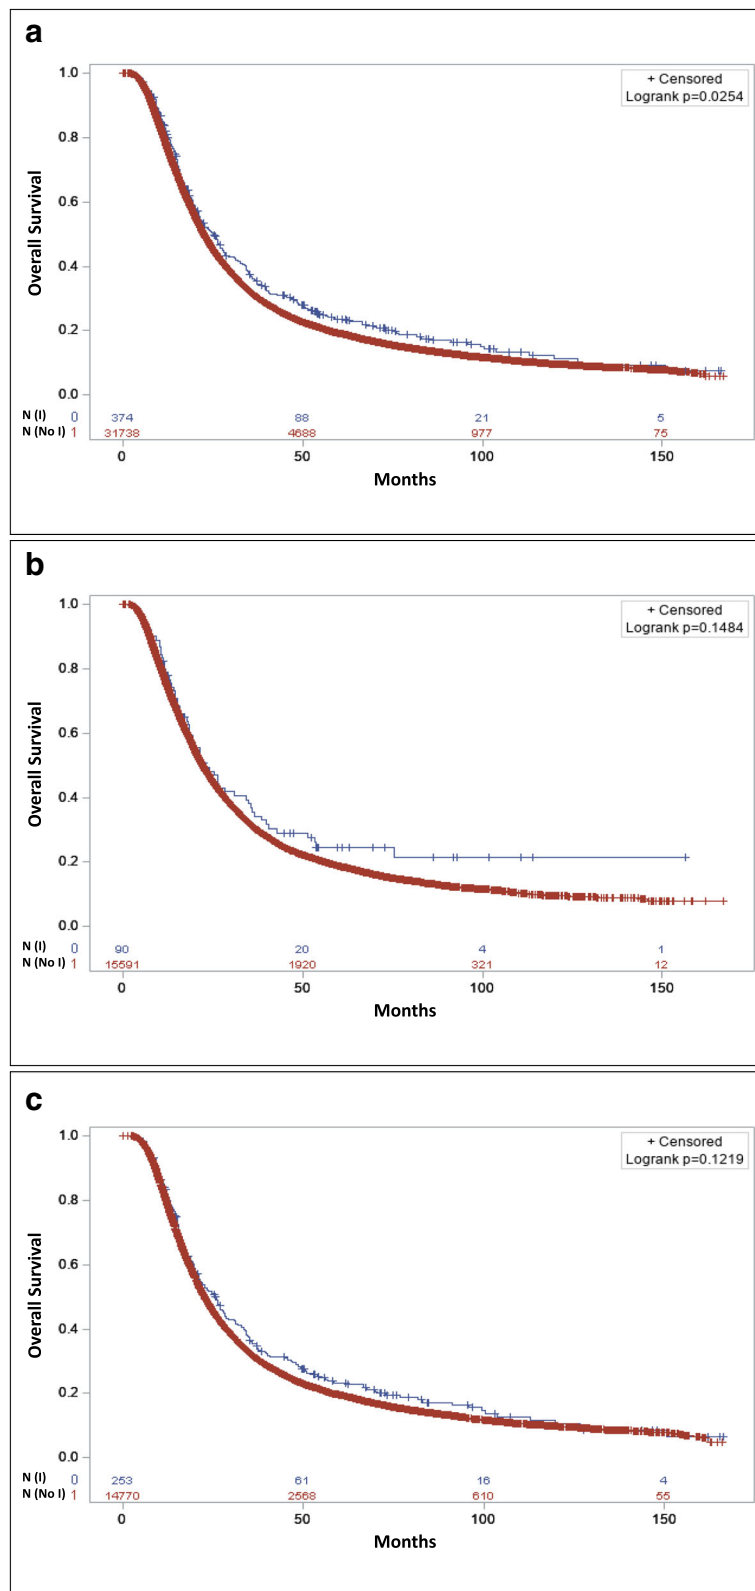 a
+ Censored
Logrank p=0.0254
1.0
0.8
0.6
0.4
0.2
0.0
Overall Survival
N (I) 0 374 88 21 5
N (No I) 1 31738 4688 977 75
0 50 100 150
Months
b
+ Censored
Logrank p=0.1484
1.0
0.8
0.6
0.4
0.2
0.0
Overall Survival
N (I) 0 90 20 4 1
N (No I) 1 15591 1920 321 12
0 50 100 150
Months
c
+ Censored
Logrank p=0.1219
1.0
0.8
0.6
0.4
0.2
0.0
Overall Survival
N (I) 0 253 61 16 4
N (No I) 1 14770 2568 610 55
0 50 100 150
Months